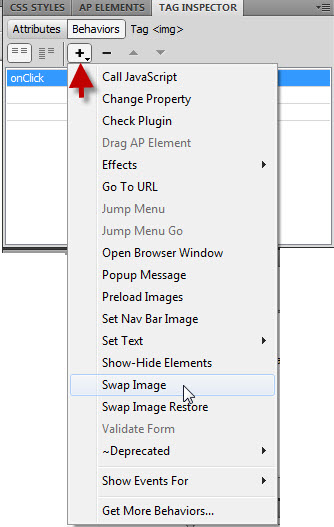 CSS STYLES AP ELEMENTS TAG INSPECTOR
Attributes Behaviors Tag <img>
onClick
Call JavaScript
Change Property
Check Plugin
Drag AP Element
Effects
Go To URL
Jump Menu
Jump Menu Go
Open Browser Window
Popup Message
Preload Images
Set Nav Bar Image
Set Text
Show-Hide Elements
Swap Image
Swap Image Restore
Validate Form
~Deprecated
Show Events For
Get More Behaviors...